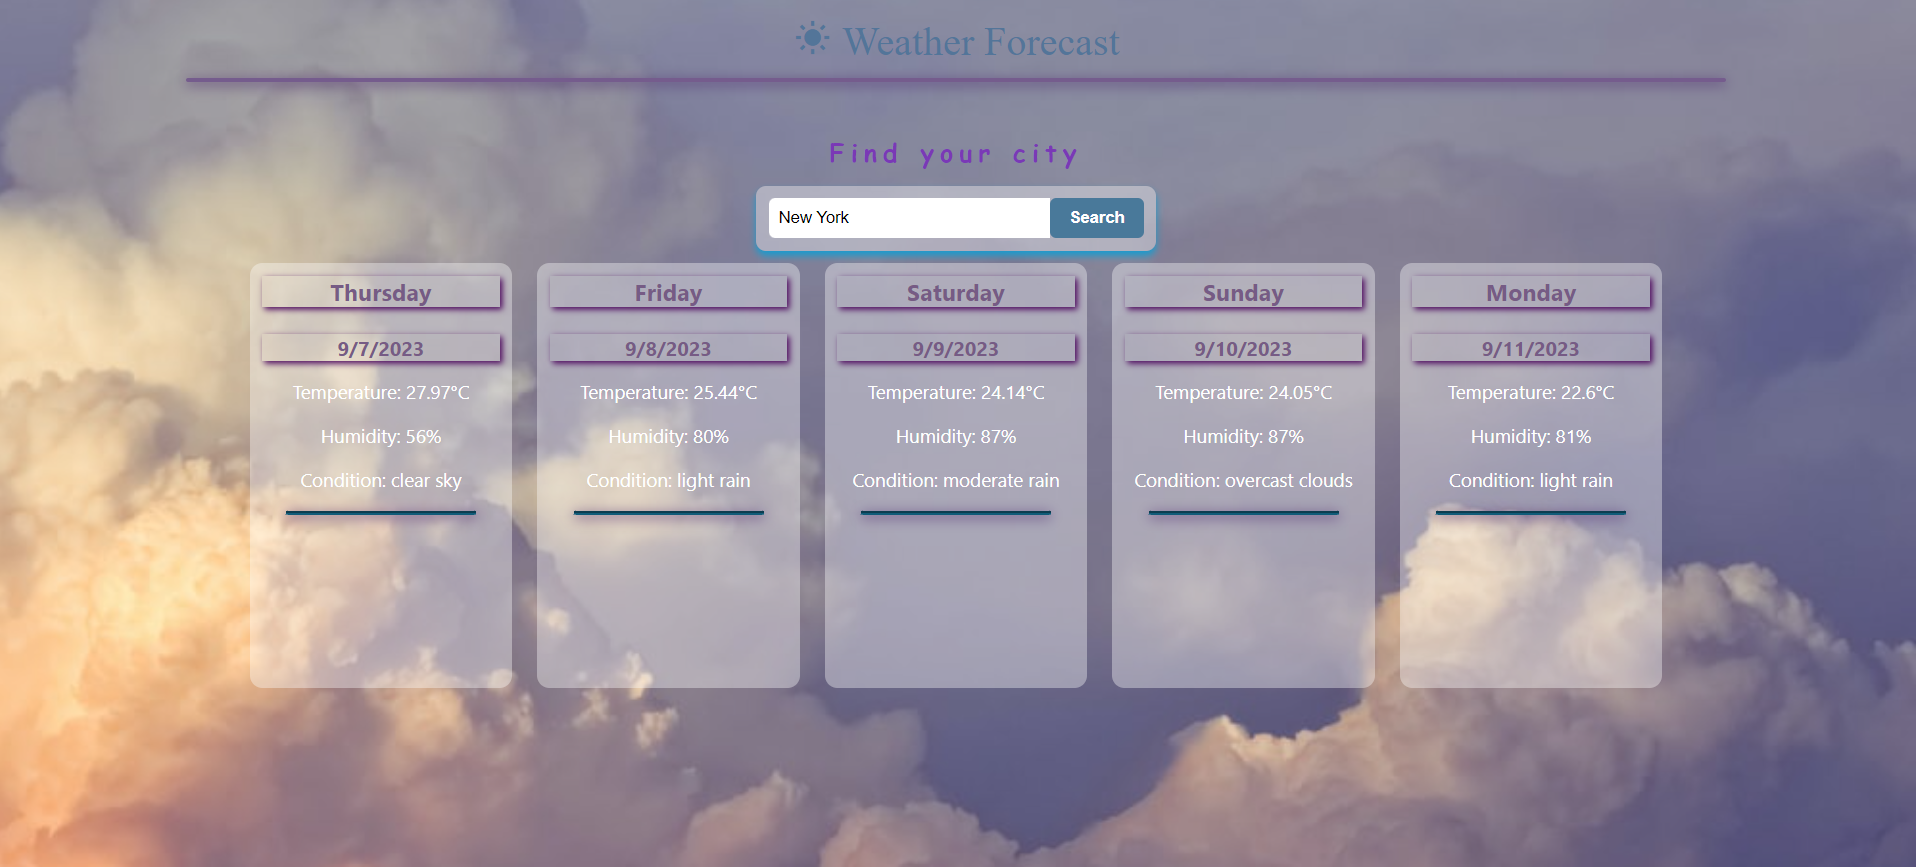 Weather Forecast
Find your city
New York
Search
Thursday
9/7/2023
Temperature: 27.97°C
Humidity: 56%
Condition: clear sky
Friday
9/8/2023
Temperature: 25.44°C
Humidity: 80%
Condition: light rain
Saturday
9/9/2023
Temperature: 24.14°C
Humidity: 87%
Condition: moderate rain
Sunday
9/10/2023
Temperature: 24.05°C
Humidity: 87%
Condition: overcast clouds
Monday
9/11/2023
Temperature: 22.6°C
Humidity: 81%
Condition: light rain